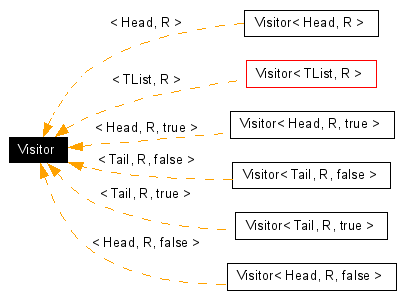 < Head, R >
Visitor< Head, R >
< TList, R >
Visitor< TList, R >
< Head, R, true >
Visitor< Head, R, true >
Visitor
< Tail, R, false >
Visitor< Tail, R, false >
< Tail, R, true >
Visitor< Tail, R, true >
< Head, R, false >
Visitor< Head, R, false >